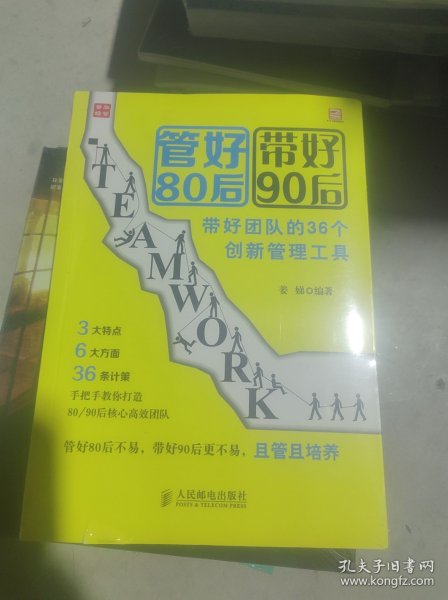 管好
80后
带好
90后
带好团队的36个
创新管理工具
姜娣◎编著
TEAMWORK
3大特点
6大方面
36条计策
手把手教你打造
80/90后核心高效团队
管好80后不易，带好90后更不易，且管且培养
人民邮电出版社
POSTS & TELECOM PRESS
孔夫子旧书网
www.kongfz.com